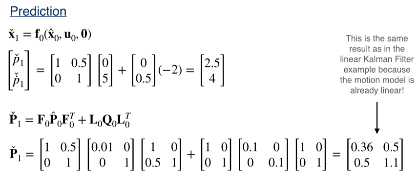 Prediction
x̌₁ = f₀(x̂₀, u₀, 0)
[p̌₁; ṗ̌₁] = [1 0.5; 0 1] [0; 5] + [0; 0.5] (−2) = [2.5; 4]
P̌₁ = F₀P̂₀F₀ᵀ + L₀Q₀L₀ᵀ
P̌₁ = [1 0.5; 0 1] [0.01 0; 0 1] [1 0; 0.5 1] + [1 0; 0 1] [0.1 0; 0 0.1] [1 0; 0 1] = [0.36 0.5; 0.5 1.1]
This is the same
result as in the
linear Kalman Filter
example because
the motion model is
already linear!